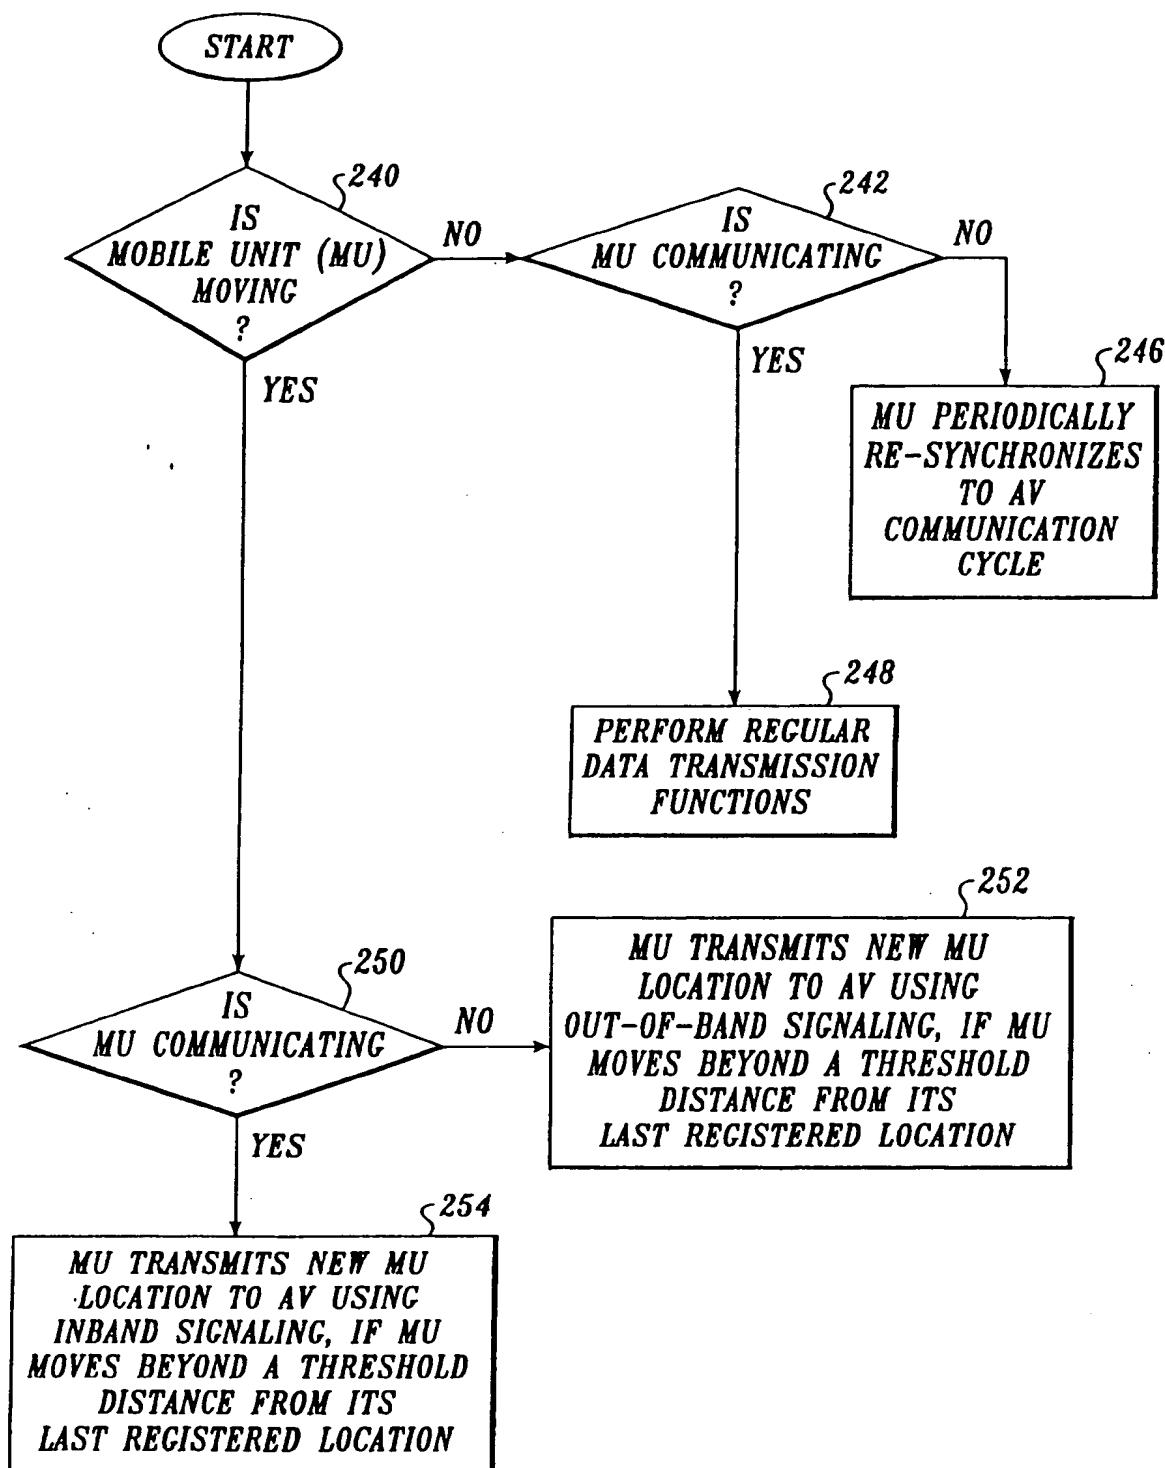 START
240
IS
MOBILE UNIT (MU)
MOVING
?
NO
YES
242
IS
MU COMMUNICATING
?
NO
YES
246
MU PERIODICALLY
RE-SYNCHRONIZES
TO AV
COMMUNICATION
CYCLE
248
PERFORM REGULAR
DATA TRANSMISSION
FUNCTIONS
250
IS
MU COMMUNICATING
?
NO
YES
252
MU TRANSMITS NEW MU
LOCATION TO AV USING
OUT-OF-BAND SIGNALING, IF MU
MOVES BEYOND A THRESHOLD
DISTANCE FROM ITS
LAST REGISTERED LOCATION
254
MU TRANSMITS NEW MU
LOCATION TO AV USING
INBAND SIGNALING, IF MU
MOVES BEYOND A THRESHOLD
DISTANCE FROM ITS
LAST REGISTERED LOCATION